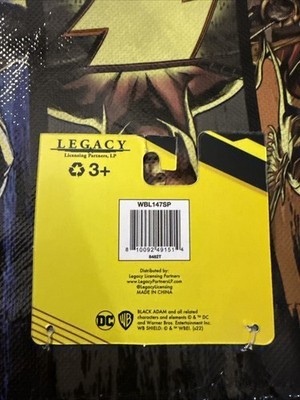 LEGACY
Licensing Partners, LP
3+
WBL147SP
8 10092 49151 4
8465T
Distributed by:
Legacy Licensing Partners
www.LegacyPartnersLP.com
@LegacyLicensing
MADE IN CHINA
DC
WB
BLACK ADAM and all related
characters and elements © & ™ DC
and Warner Bros. Entertainment Inc.
WB SHIELD: © & ™ WBEI. (s22)